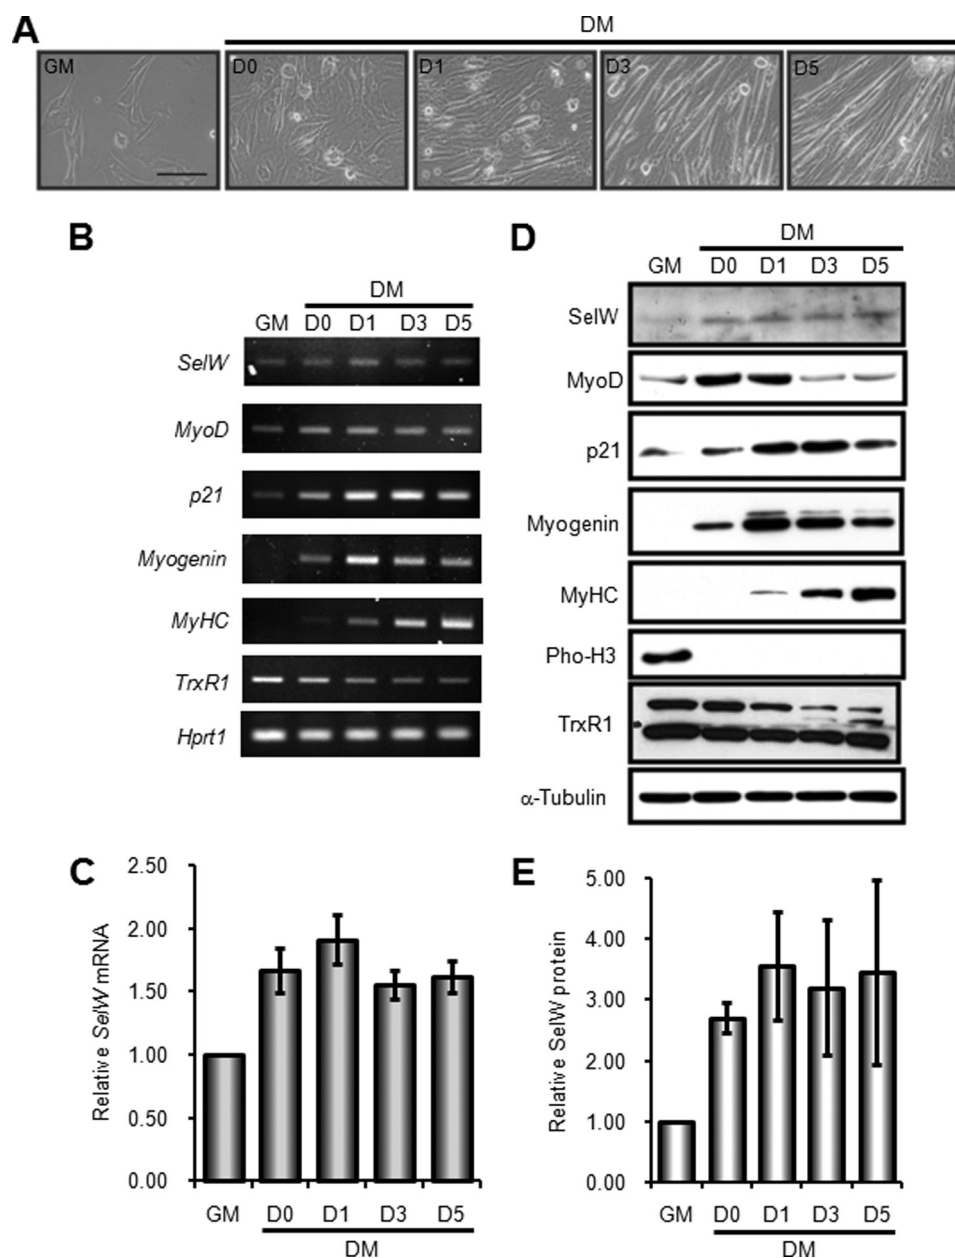 A
DM
GM
D0
D1
D3
D5
B
DM
GM D0 D1 D3 D5
SelW
MyoD
p21
Myogenin
MyHC
TrxR1
Hprt1
D
DM
GM D0 D1 D3 D5
SelW
MyoD
p21
Myogenin
MyHC
Pho-H3
TrxR1
α-Tubulin
C
Relative SelW mRNA
2.50
2.00
1.50
1.00
0.50
0.00
GM D0 D1 D3 D5
DM
E
Relative SelW protein
5.00
4.00
3.00
2.00
1.00
0.00
GM D0 D1 D3 D5
DM